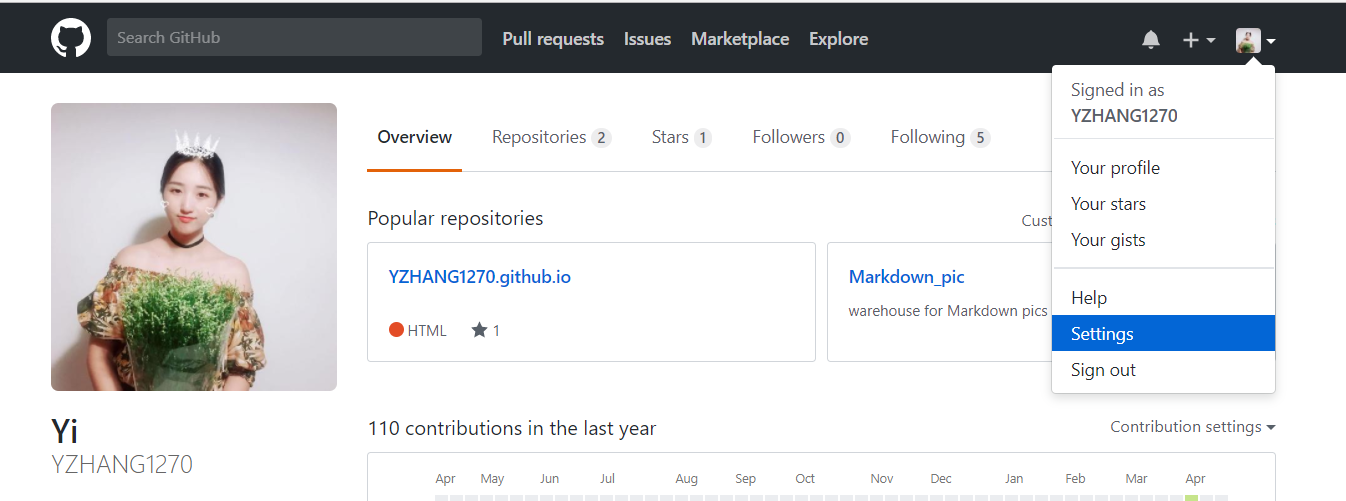 Search GitHub Pull requests Issues Marketplace Explore
Signed in as
YZHANG1270
Your profile
Your stars
Your gists
Help
Settings
Sign out
Overview Repositories 2 Stars 1 Followers 0 Following 5
Popular repositories Cust
YZHANG1270.github.io
HTML 1
Markdown_pic
warehouse for Markdown pics
Yi
YZHANG1270
110 contributions in the last year Contribution settings
Apr May Jun Jul Aug Sep Oct Nov Dec Jan Feb Mar Apr